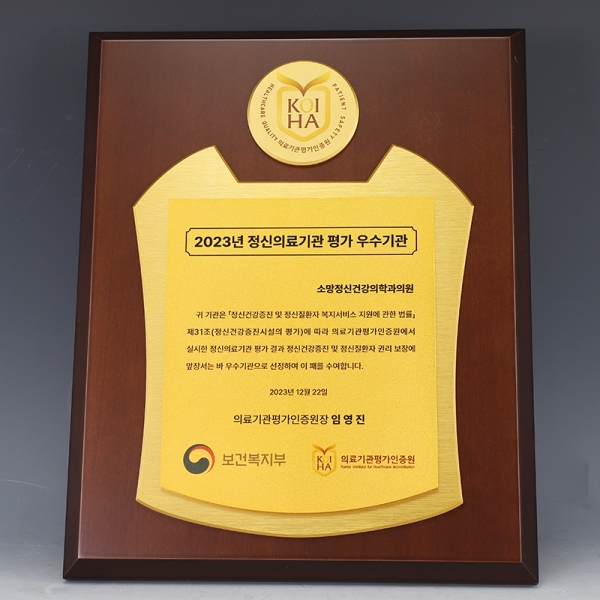 HEALTHCARE QUALITY 의료기관평가인증원 PATIENT SAFETY
KOI
HA
2023년 정신의료기관 평가 우수기관
소망정신건강의학과의원
귀 기관은 「정신건강증진 및 정신질환자 복지서비스 지원에 관한 법률」
제31조(정신건강증진시설의 평가)에 따라 의료기관평가인증원에서
실시한 정신의료기관 평가 결과 정신건강증진 및 정신질환자 권리 보장에
앞장서는 바 우수기관으로 선정하여 이 패를 수여합니다.
2023년 12월 22일
의료기관평가인증원장 임영진
보건복지부
KOI
HA
의료기관평가인증원
Korea Institute for Healthcare Accreditation